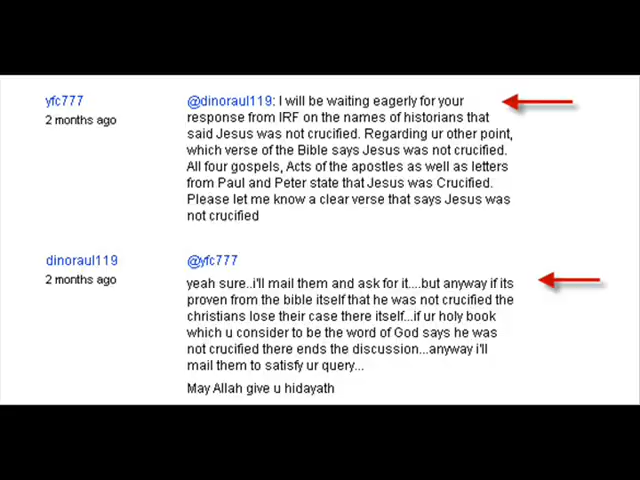 yfc777
2 months ago
@dinoraul119: I will be waiting eagerly for your
response from IRF on the names of historians that
said Jesus was not crucified. Regarding ur other point,
which verse of the Bible says Jesus was not crucified.
All four gospels, Acts of the apostles as well as letters
from Paul and Peter state that Jesus was Crucified.
Please let me know a clear verse that says Jesus was
not crucified
dinoraul119
2 months ago
@yfc777
yeah sure..i'll mail them and ask for it....but anyway if its
proven from the bible itself that he was not crucified the
christians lose their case there itself...if ur holy book
which u consider to be the word of God says he was
not crucified there ends the discussion...anyway i'll
mail them to satisfy ur query...
May Allah give u hidayath